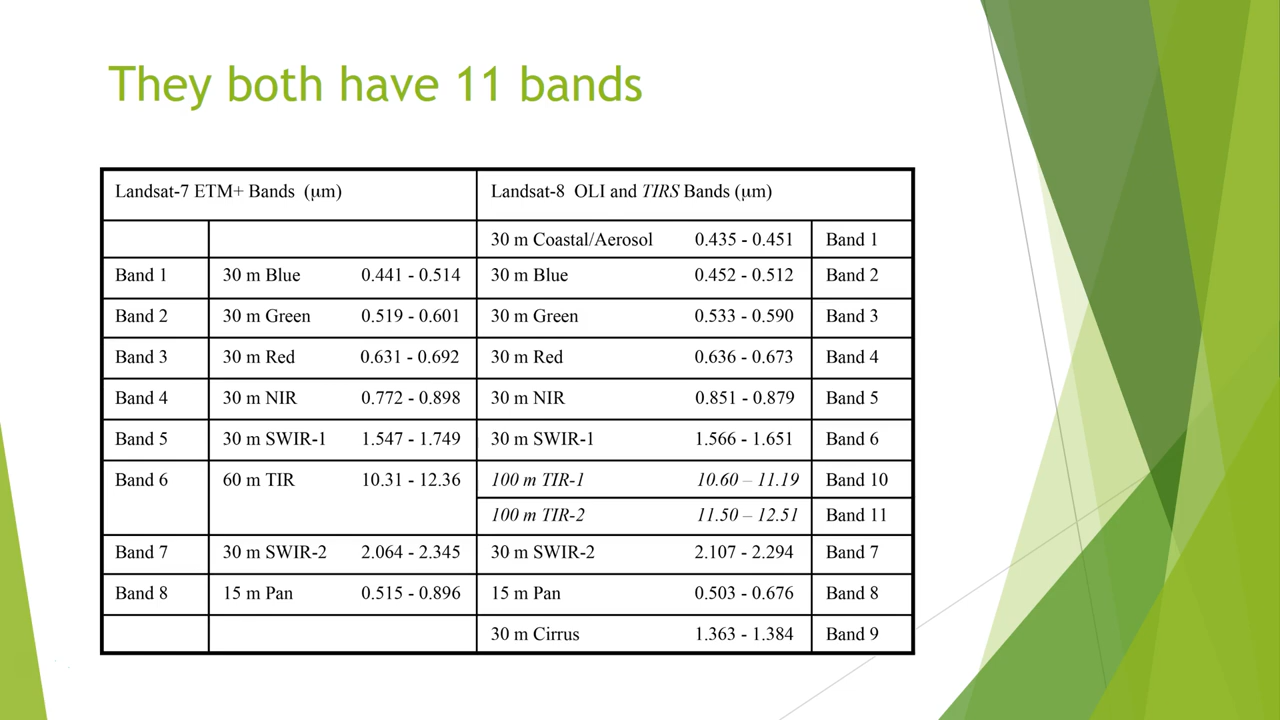 They both have 11 bands
Landsat-7 ETM+ Bands (µm) Landsat-8 OLI and TIRS Bands (µm)
30 m Coastal/Aerosol 0.435 - 0.451 Band 1
Band 1 30 m Blue 0.441 - 0.514 30 m Blue 0.452 - 0.512 Band 2
Band 2 30 m Green 0.519 - 0.601 30 m Green 0.533 - 0.590 Band 3
Band 3 30 m Red 0.631 - 0.692 30 m Red 0.636 - 0.673 Band 4
Band 4 30 m NIR 0.772 - 0.898 30 m NIR 0.851 - 0.879 Band 5
Band 5 30 m SWIR-1 1.547 - 1.749 30 m SWIR-1 1.566 - 1.651 Band 6
Band 6 60 m TIR 10.31 - 12.36 100 m TIR-1 10.60 – 11.19 Band 10
100 m TIR-2 11.50 – 12.51 Band 11
Band 7 30 m SWIR-2 2.064 - 2.345 30 m SWIR-2 2.107 - 2.294 Band 7
Band 8 15 m Pan 0.515 - 0.896 15 m Pan 0.503 - 0.676 Band 8
30 m Cirrus 1.363 - 1.384 Band 9